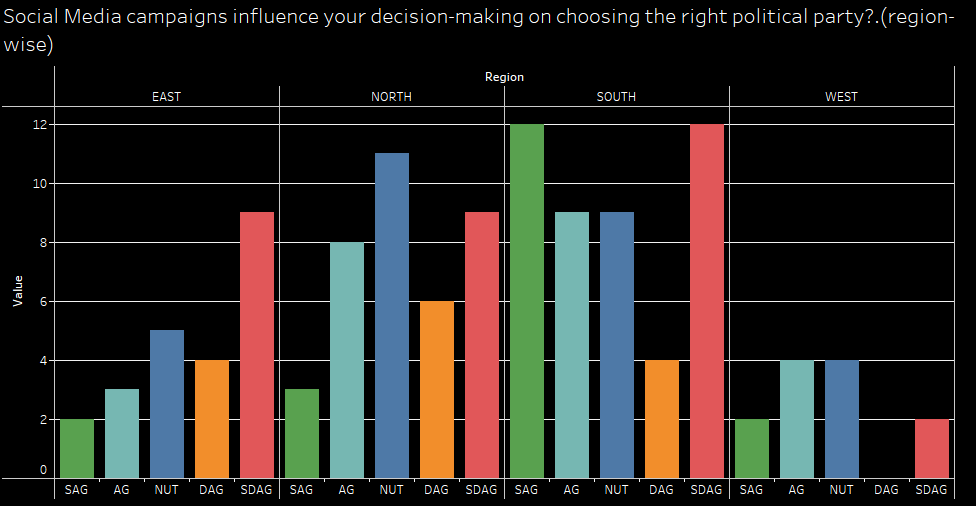 Social Media campaigns influence your decision-making on choosing the right political party?.(region-
wise)
Region
EAST NORTH SOUTH WEST
12
10
8
6
4
2
0
Value
SAG AG NUT DAG SDAG SAG AG NUT DAG SDAG SAG AG NUT DAG SDAG SAG AG NUT DAG SDAG